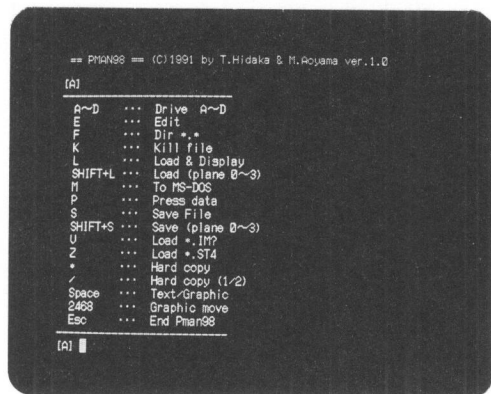 == PMAN98 == (C)1991 by T.Hidaka & M.Aoyama ver.1.0
[A]
A〜D ··· Drive A〜D
E ··· Edit
F ··· Dir *.*
K ··· Kill file
L ··· Load & Display
SHIFT+L ··· Load (plane 0〜3)
M ··· To MS-DOS
P ··· Press data
S ··· Save File
SHIFT+S ··· Save (plane 0〜3)
V ··· Load *.IM?
Z ··· Load *.ST4
* ··· Hard copy
/ ··· Hard copy (1/2)
Space ··· Text/Graphic
2468 ··· Graphic move
Esc ··· End Pman98
[A]